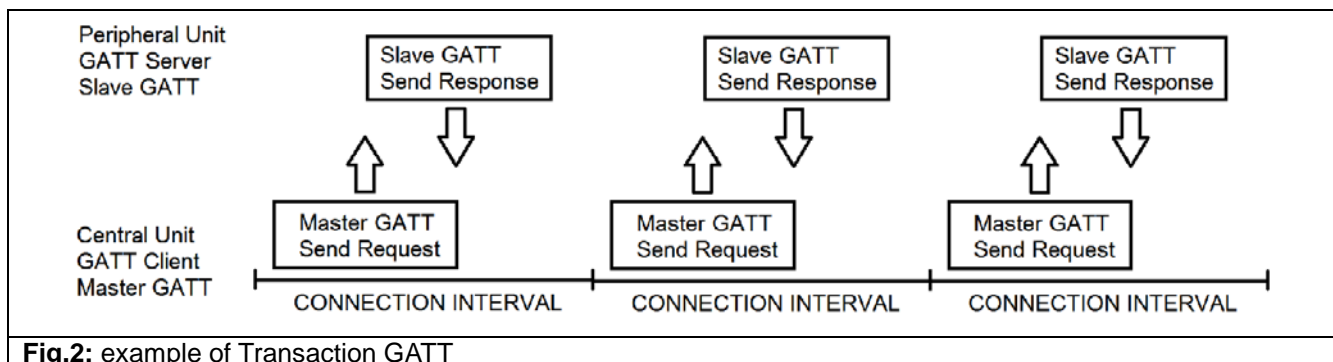 Peripheral Unit
GATT Server
Slave GATT
Slave GATT
Send Response
Slave GATT
Send Response
Slave GATT
Send Response
Central Unit
GATT Client
Master GATT
Master GATT
Send Request
Master GATT
Send Request
Master GATT
Send Request
CONNECTION INTERVAL
CONNECTION INTERVAL
CONNECTION INTERVAL
Fig.2: example of Transaction GATT